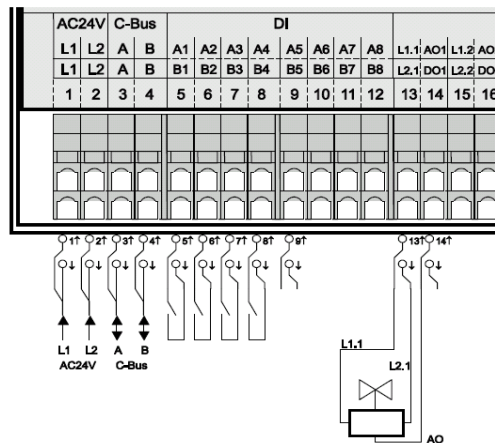 AC24V C-Bus DI
L1 L2 A B A1 A2 A3 A4 A5 A6 A7 A8 L1.1 AO1 L1.2 AO
L1 L2 A B B1 B2 B3 B4 B5 B6 B7 B8 L2.1 DO1 L2.2 DO
1 2 3 4 5 6 7 8 9 10 11 12 13 14 15 16
1↑ 2↑ 3↑ 4↑ 5↑ 6↑ 7↑ 8↑ 9↑ 13↑ 14↑
↓ ↓ ↓ ↓ ↓ ↓ ↓ ↓ ↓ ↓ ↓
L1 L2 A B L1.1
AC24V C-Bus L2.1
AO